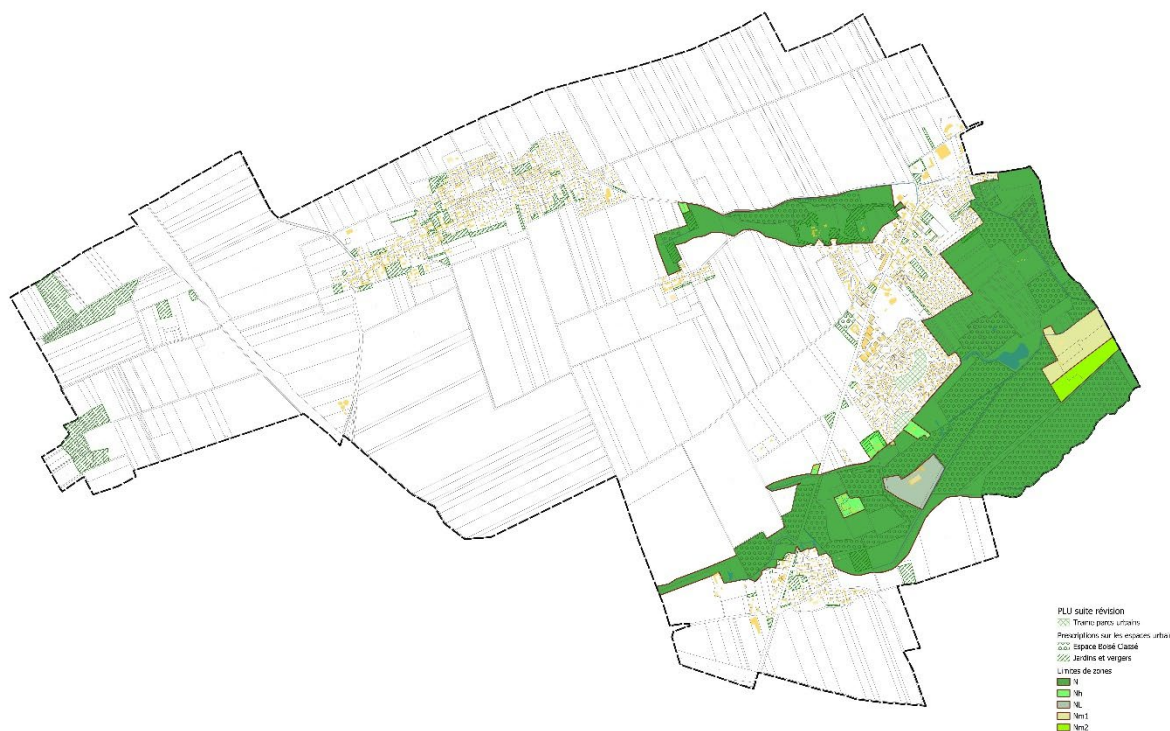 PLU suite révision
Trame parcs urbains
Prescriptions sur les espaces urbai
Espace Boisé Classé
Jardins et vergers
Limites de zones
N
Nh
NL
Nm1
Nm2